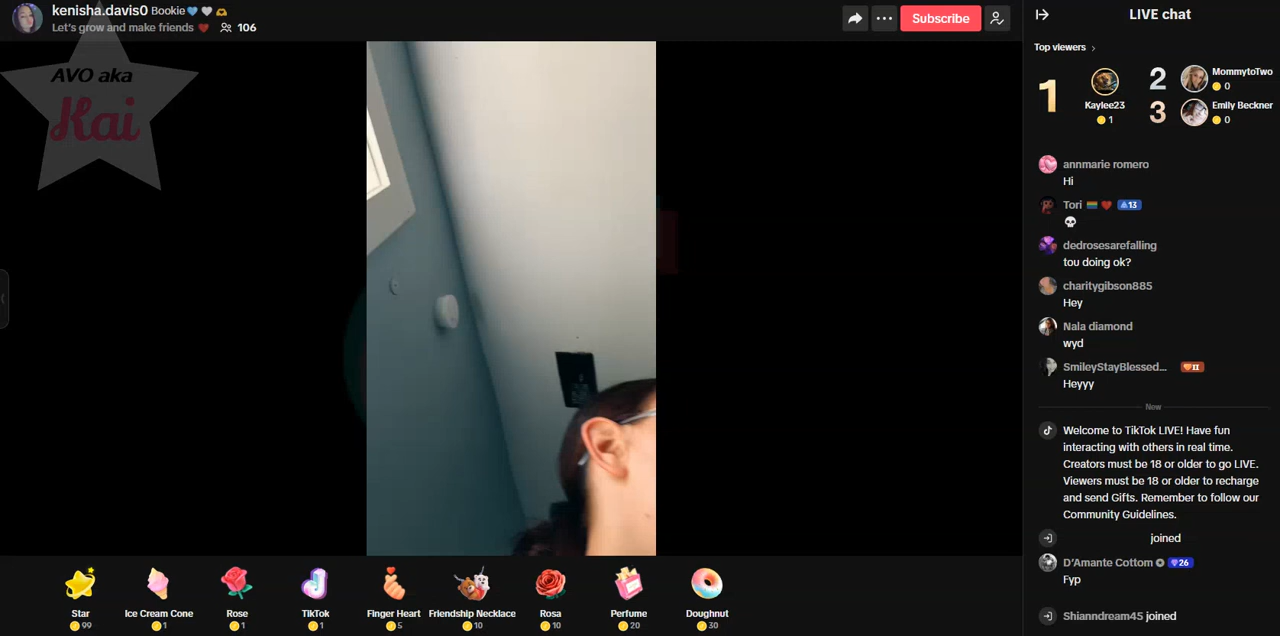 kenisha.davis0 Bookie💙🤍🫶
Let's grow and make friends ❤️ 106
Subscribe
AVO aka
Kai
LIVE chat
Top viewers >
1
Kaylee23
1
2
MommytoTwo
0
3
Emily Beckner
0
annmarie romero
Hi
Tori 13
💀
dedrosesarefalling
tou doing ok?
charitygibson885
Hey
Nala diamond
wyd
SmileyStayBlessed... II
Heyyy
New
Welcome to TikTok LIVE! Have fun
interacting with others in real time.
Creators must be 18 or older to go LIVE.
Viewers must be 18 or older to recharge
and send Gifts. Remember to follow our
Community Guidelines.
joined
D'Amante Cottom 26
Fyp
Shianndream45 joined
Star
99
Ice Cream Cone
1
Rose
1
TikTok
1
Finger Heart
5
Friendship Necklace
10
Rosa
10
Perfume
20
Doughnut
30